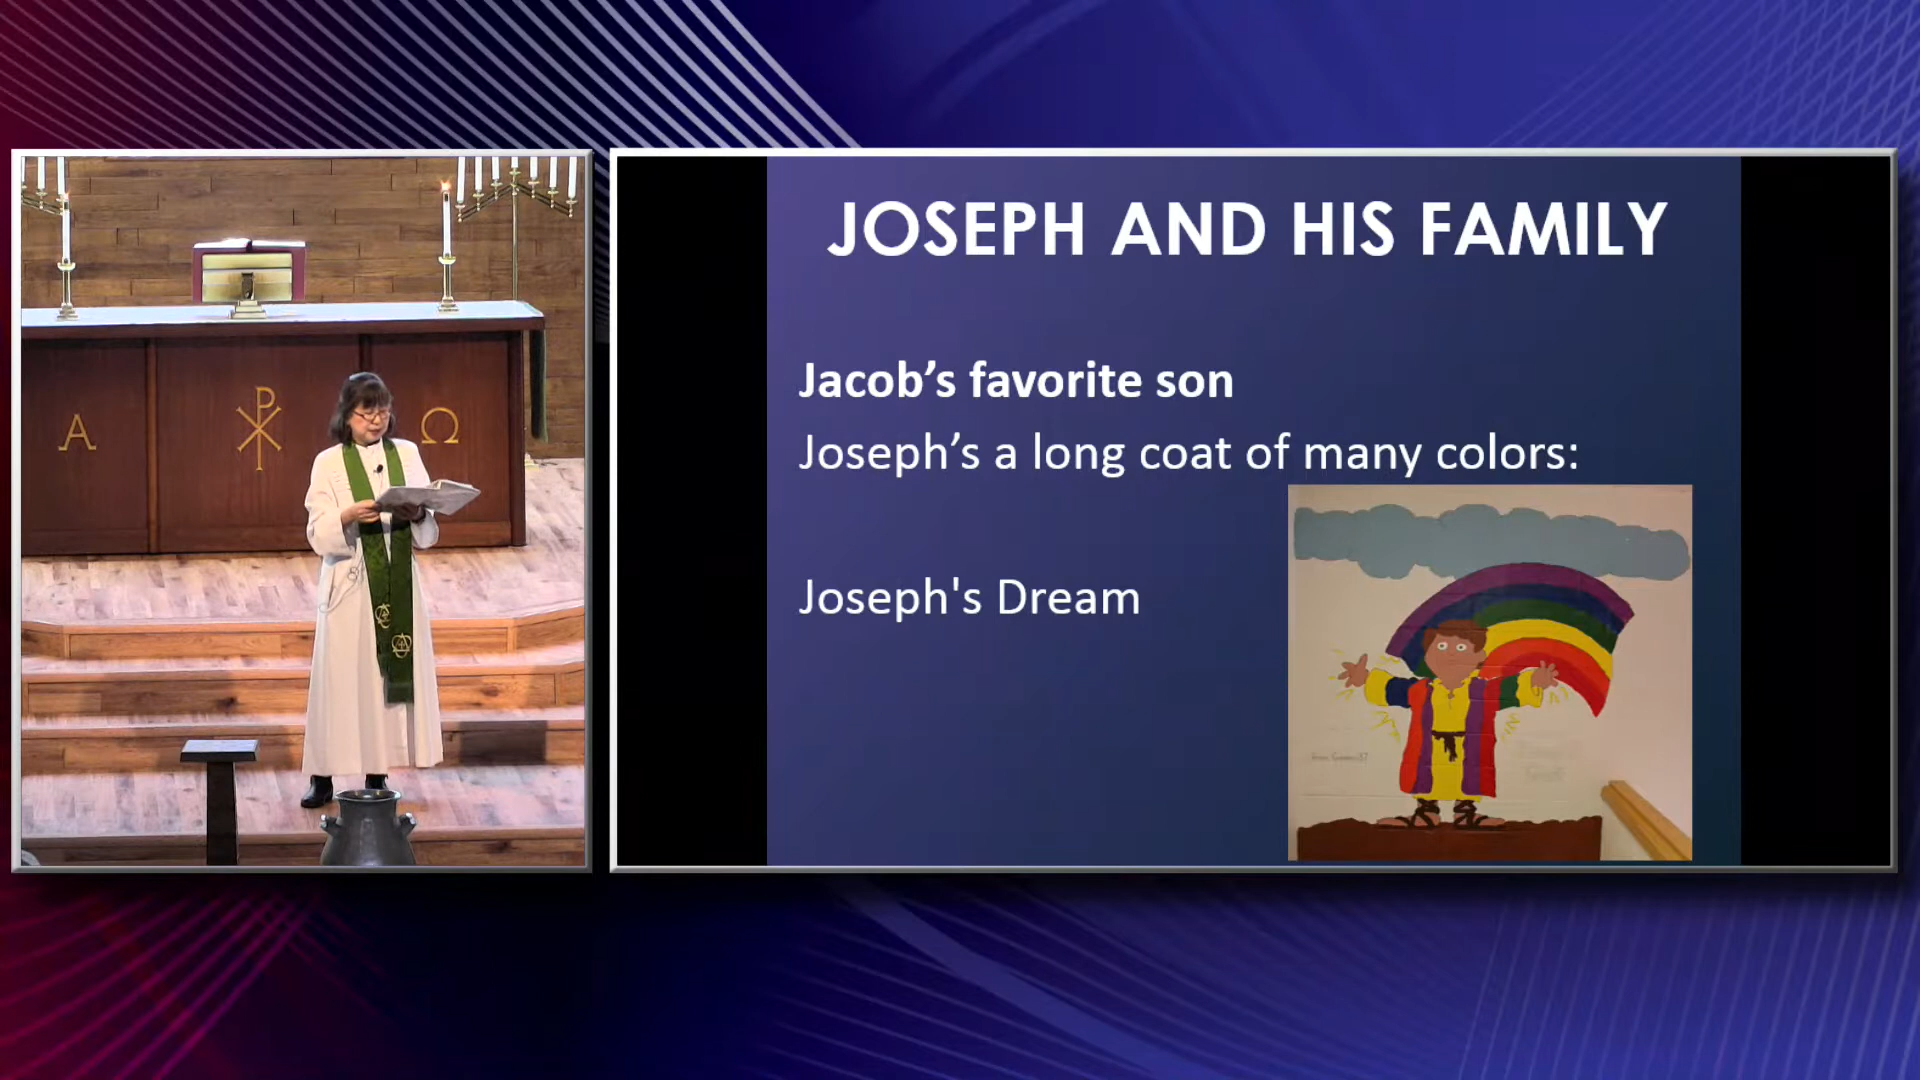 Α
Ω
JOSEPH AND HIS FAMILY
Jacob’s favorite son
Joseph’s a long coat of many colors:
Joseph's Dream